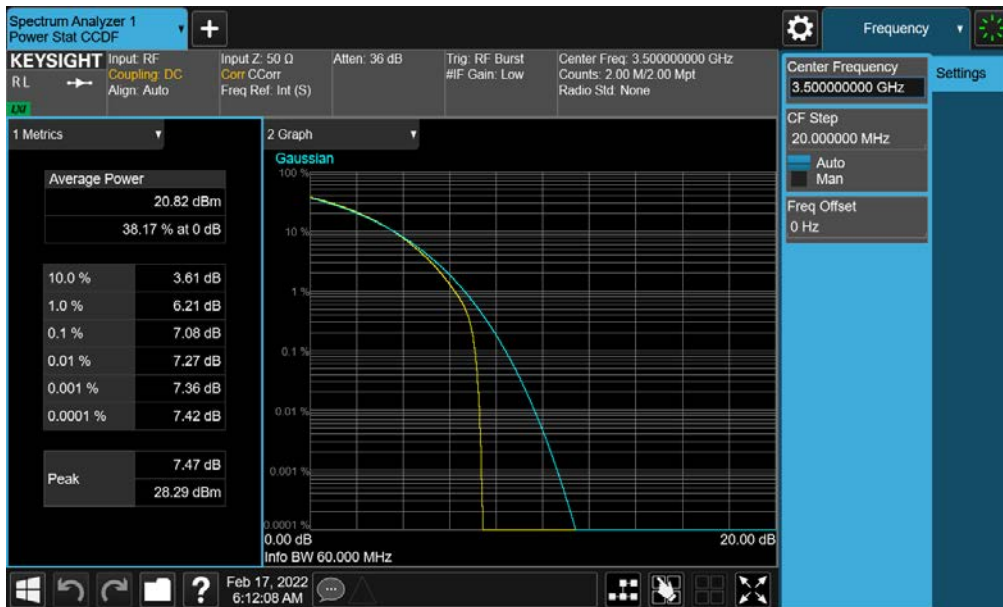 Spectrum Analyzer 1
Power Stat CCDF
+
Frequency
KEYSIGHT
RL
LXI
Input: RF
Coupling: DC
Align: Auto
Input Z: 50 Ω
Corr CCorr
Freq Ref: Int (S)
Atten: 36 dB
Trig: RF Burst
#IF Gain: Low
Center Freq: 3.500000000 GHz
Counts: 2.00 M/2.00 Mpt
Radio Std: None
Center Frequency
3.500000000 GHz
Settings
CF Step
20.000000 MHz
Auto
Man
Freq Offset
0 Hz
1 Metrics
Average Power
20.82 dBm
38.17 % at 0 dB
10.0 % 3.61 dB
1.0 % 6.21 dB
0.1 % 7.08 dB
0.01 % 7.27 dB
0.001 % 7.36 dB
0.0001 % 7.42 dB
Peak
7.47 dB
28.29 dBm
2 Graph
Gaussian
100 %
10 %
1 %
0.1 %
0.01 %
0.001 %
0.0001 %
0.00 dB 20.00 dB
Info BW 60.000 MHz
?
Feb 17, 2022
6:12:08 AM